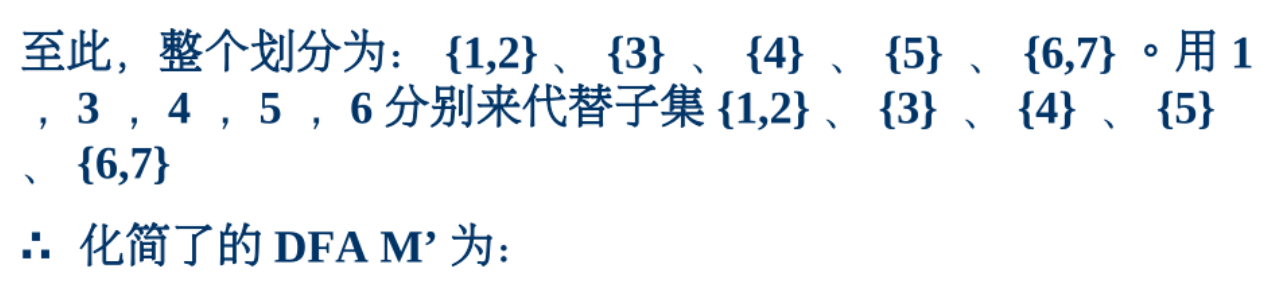 至此，整个划分为： {1,2} 、 {3} 、 {4} 、 {5} 、 {6,7} 。用 1
， 3 ， 4 ， 5 ， 6 分别来代替子集 {1,2} 、 {3} 、 {4} 、 {5}
、 {6,7}
∴ 化简了的 DFA M’ 为：